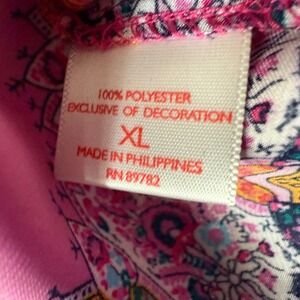 100% POLYESTER
EXCLUSIVE OF DECORATION
XL
MADE IN PHILIPPINES
RN 89782